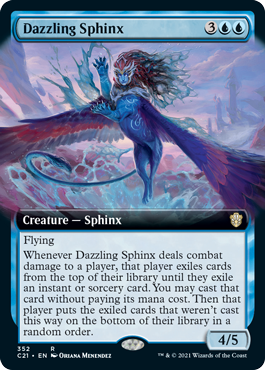 Dazzling Sphinx 3
Creature — Sphinx
Flying
Whenever Dazzling Sphinx deals combat
damage to a player, that player exiles cards
from the top of their library until they exile
an instant or sorcery card. You may cast that
card without paying its mana cost. Then that
player puts the exiled cards that weren't cast
this way on the bottom of their library in a
random order.
4/5
352 R
C21 • EN Oriana Menendez ™ & © 2021 Wizards of the Coast